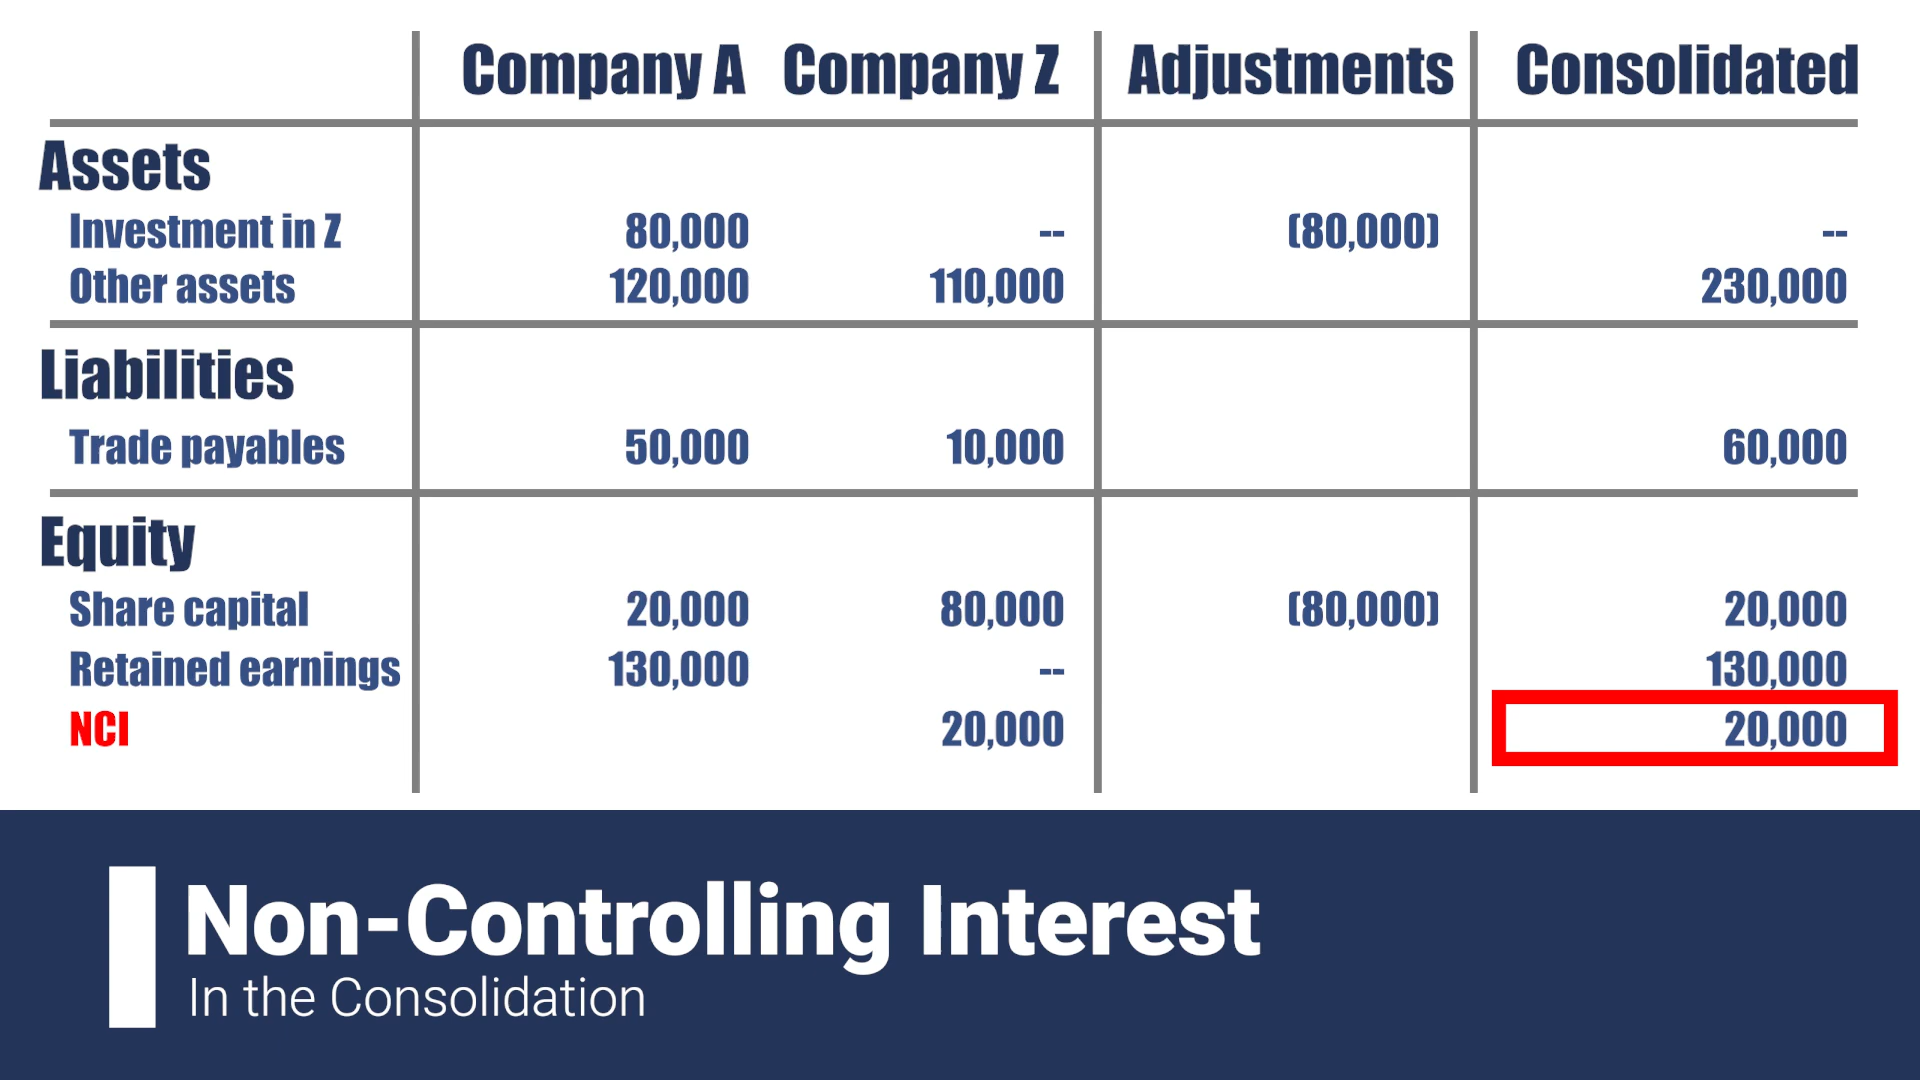 Company A Company Z Adjustments Consolidated
Assets
Investment in Z 80,000 -- (80,000) --
Other assets 120,000 110,000 230,000
Liabilities
Trade payables 50,000 10,000 60,000
Equity
Share capital 20,000 80,000 (80,000) 20,000
Retained earnings 130,000 -- 130,000
NCI 20,000 20,000
Non-Controlling Interest
In the Consolidation